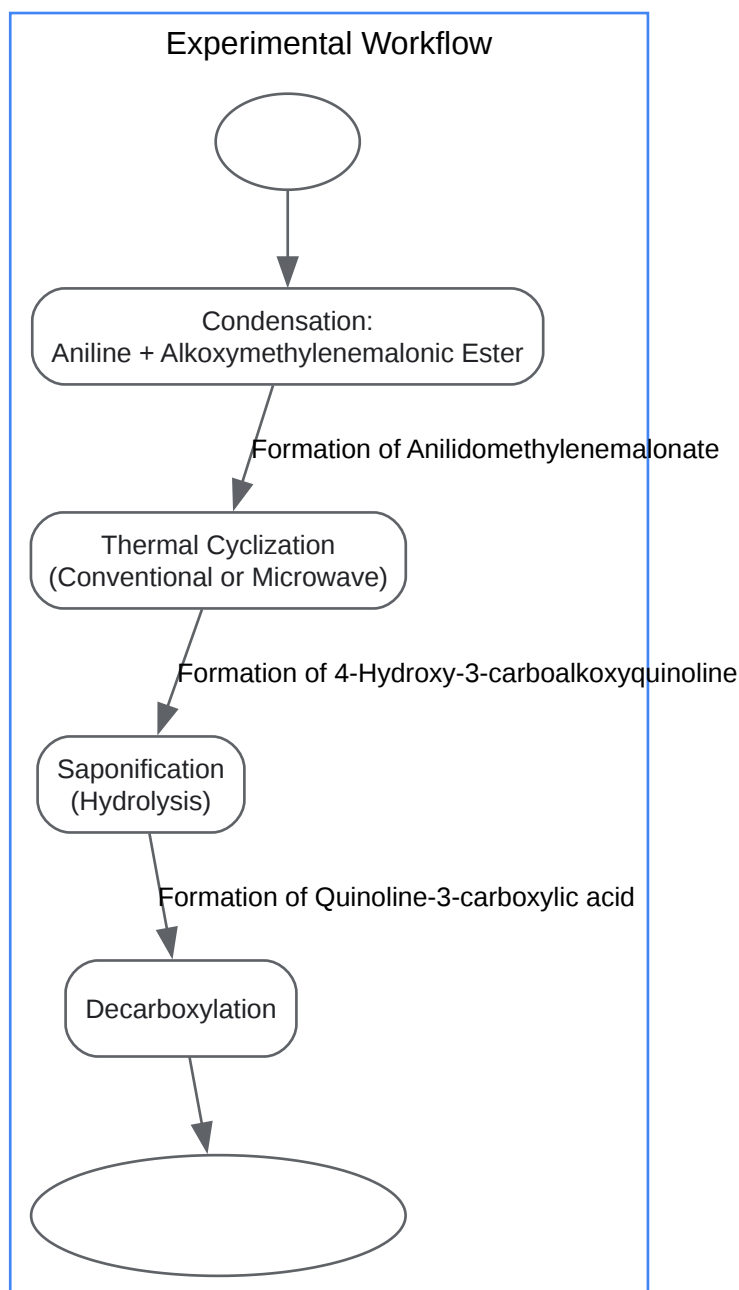 Experimental Workflow
Condensation:
Aniline + Alkoxymethylenemalonic Ester
Formation of Anilidomethylenemalonate
Thermal Cyclization
(Conventional or Microwave)
Formation of 4-Hydroxy-3-carboalkoxyquinoline
Saponification
(Hydrolysis)
Formation of Quinoline-3-carboxylic acid
Decarboxylation